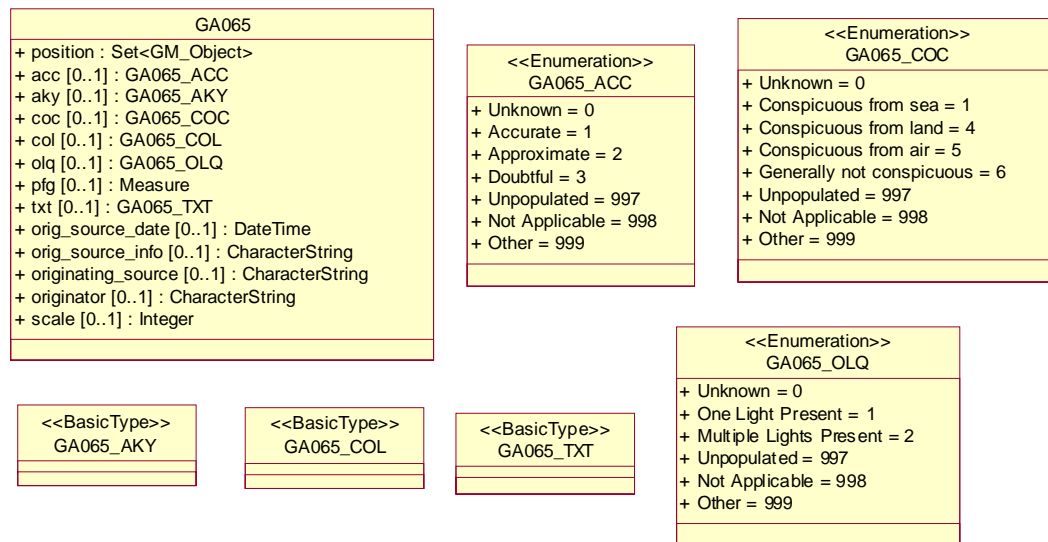 GA065
+ position : Set<GM_Object>
+ acc [0..1] : GA065_ACC
+ aky [0..1] : GA065_AKY
+ coc [0..1] : GA065_COC
+ col [0..1] : GA065_COL
+ olq [0..1] : GA065_OLQ
+ pfg [0..1] : Measure
+ txt [0..1] : GA065_TXT
+ orig_source_date [0..1] : DateTime
+ orig_source_info [0..1] : CharacterString
+ originating_source [0..1] : CharacterString
+ originator [0..1] : CharacterString
+ scale [0..1] : Integer
<<Enumeration>>
GA065_ACC
+ Unknown = 0
+ Accurate = 1
+ Approximate = 2
+ Doubtful = 3
+ Unpopulated = 997
+ Not Applicable = 998
+ Other = 999
<<Enumeration>>
GA065_COC
+ Unknown = 0
+ Conspicuous from sea = 1
+ Conspicuous from land = 4
+ Conspicuous from air = 5
+ Generally not conspicuous = 6
+ Unpopulated = 997
+ Not Applicable = 998
+ Other = 999
<<BasicType>>
GA065_AKY
<<BasicType>>
GA065_COL
<<BasicType>>
GA065_TXT
<<Enumeration>>
GA065_OLQ
+ Unknown = 0
+ One Light Present = 1
+ Multiple Lights Present = 2
+ Unpopulated = 997
+ Not Applicable = 998
+ Other = 999